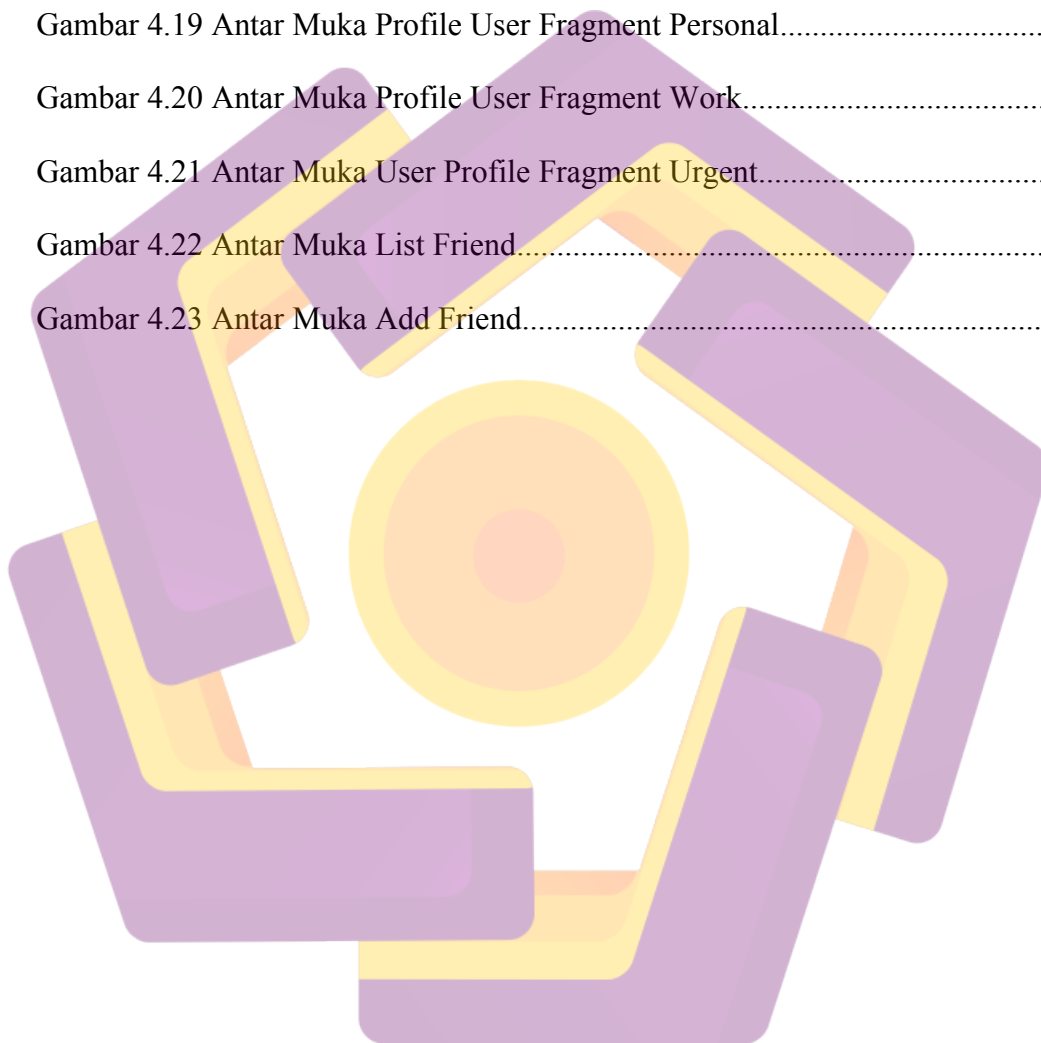 Gambar 4.19 Antar Muka Profile User Fragment Personal.................................
Gambar 4.20 Antar Muka Profile User Fragment Work......................................
Gambar 4.21 Antar Muka User Profile Fragment Urgent....................................
Gambar 4.22 Antar Muka List Friend..................................................................
Gambar 4.23 Antar Muka Add Friend.................................................................